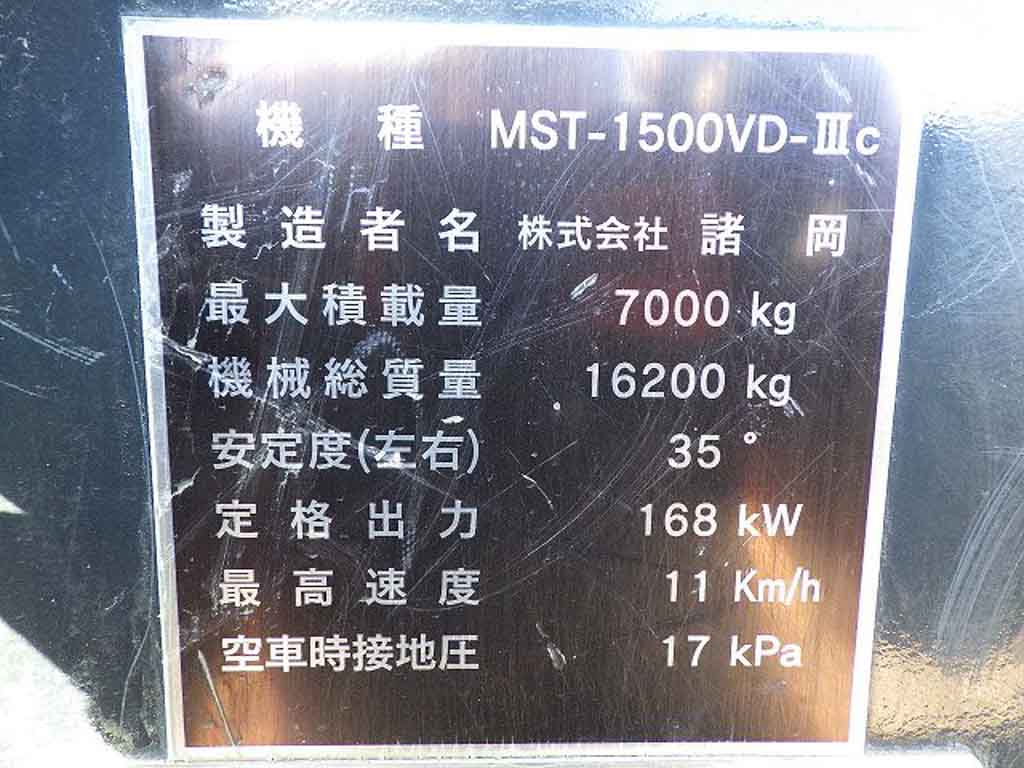 機種 MST-1500VD-Ⅲc
製造者名 株式会社 諸岡
最大積載量 7000 kg
機械総質量 16200 kg
安定度(左右) 35°
定格出力 168 kW
最高速度 11 Km/h
空車時接地圧 17 kPa